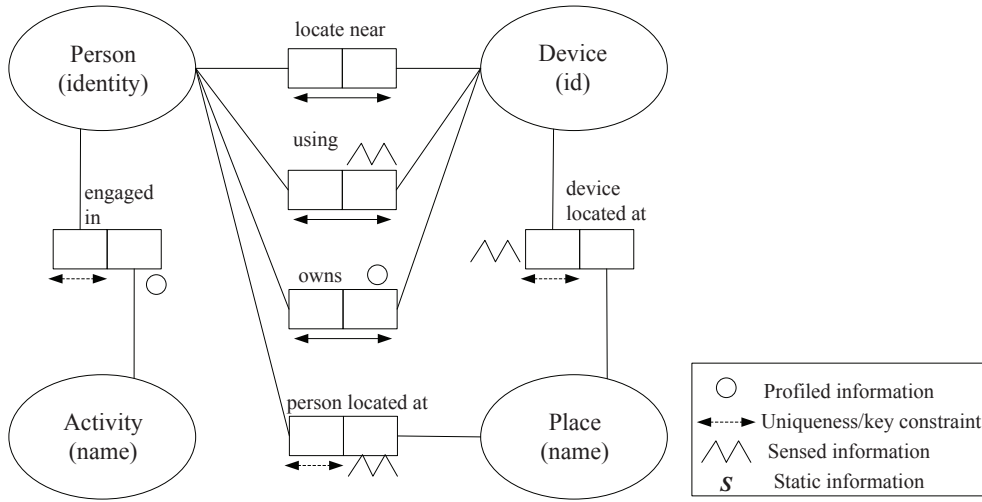 locate near
Person
(identity)
Device
(id)
using
engaged
in
device
located at
owns
person located at
Activity
(name)
Place
(name)
Profiled information
Uniqueness/key constraint
Sensed information
S Static information